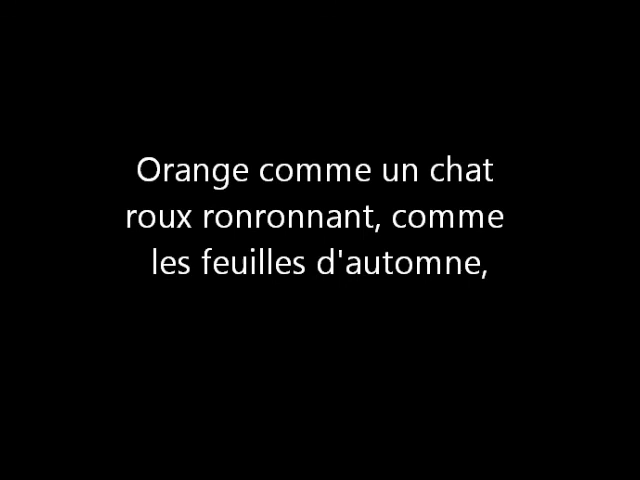 Orange comme un chat
roux ronronnant, comme
les feuilles d'automne,